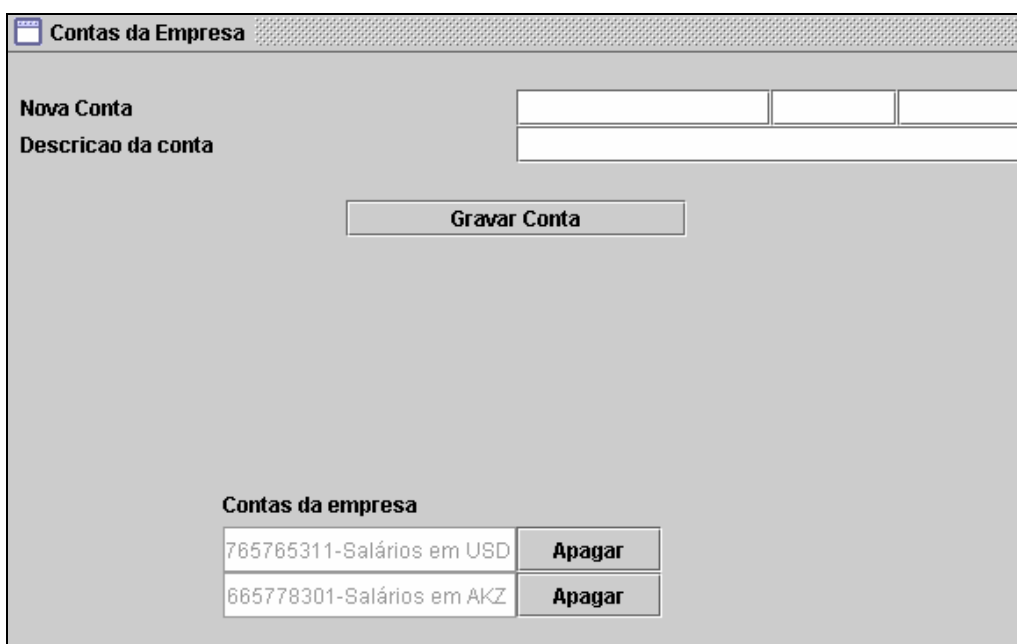 Contas da Empresa
Nova Conta
Descricao da conta
Gravar Conta
Contas da empresa
765765311-Salários em USD Apagar
665778301-Salários em AKZ Apagar